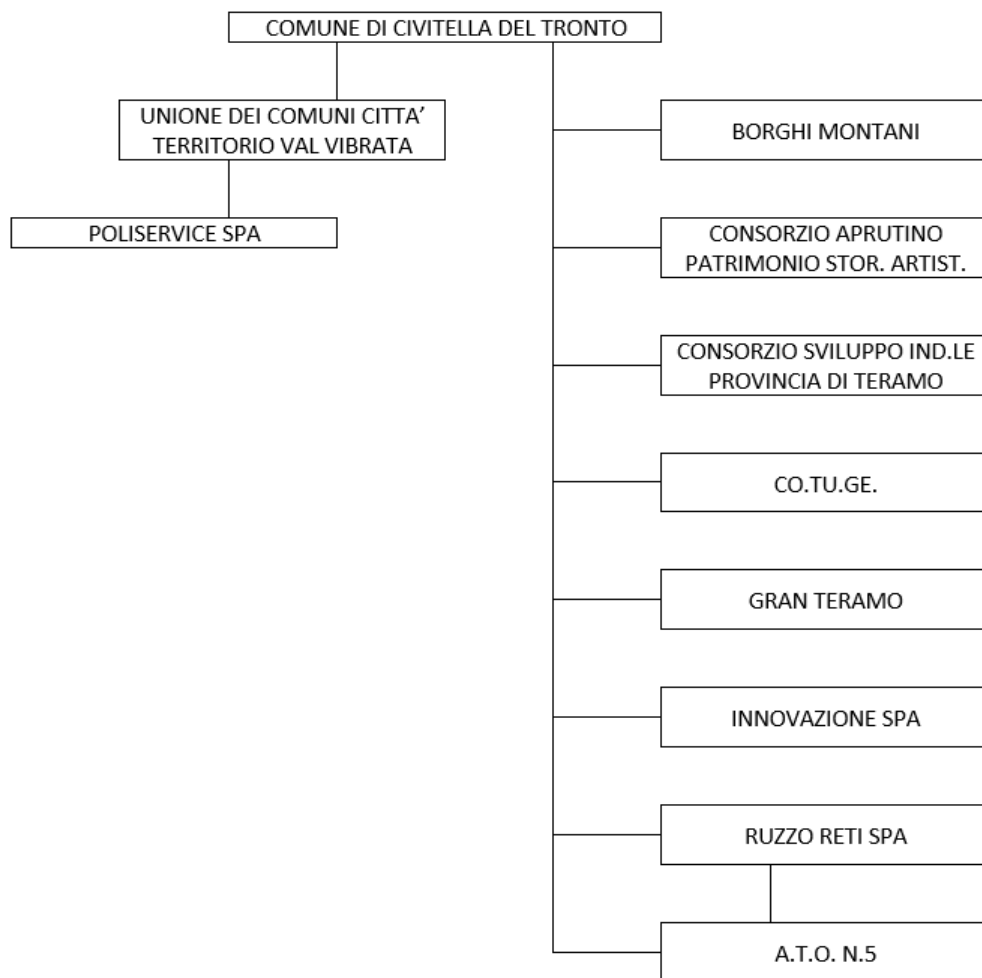 COMUNE DI CIVITELLA DEL TRONTO
UNIONE DEI COMUNI CITTA’
TERRITORIO VAL VIBRATA
POLISERVICE SPA
BORGHI MONTANI
CONSORZIO APRUTINO
PATRIMONIO STOR. ARTIST.
CONSORZIO SVILUPPO IND.LE
PROVINCIA DI TERAMO
CO.TU.GE.
GRAN TERAMO
INNOVAZIONE SPA
RUZZO RETI SPA
A.T.O. N.5